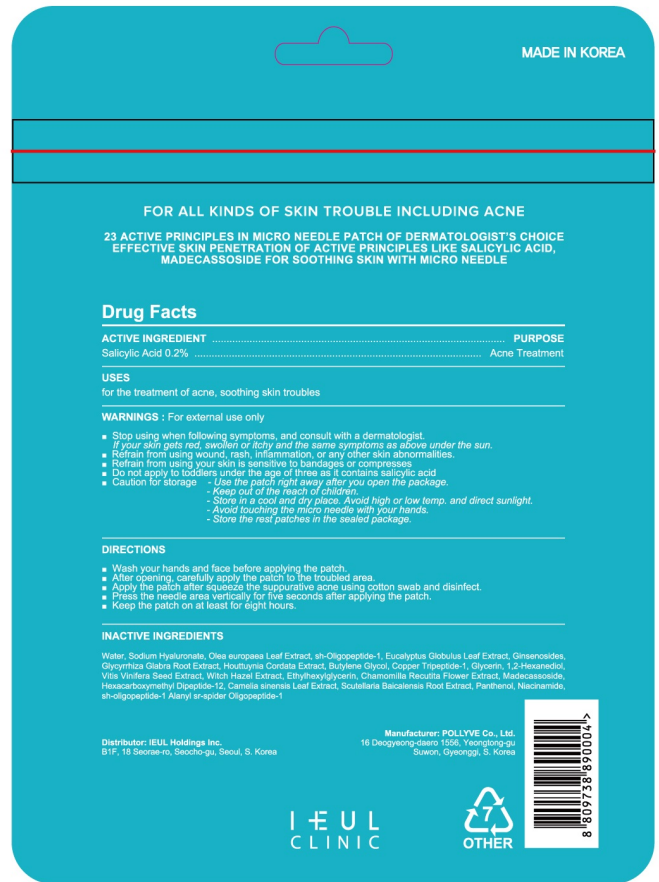 MADE IN KOREA
FOR ALL KINDS OF SKIN TROUBLE INCLUDING ACNE
23 ACTIVE PRINCIPLES IN MICRO NEEDLE PATCH OF DERMATOLOGIST'S CHOICE
EFFECTIVE SKIN PENETRATION OF ACTIVE PRINCIPLES LIKE SALICYLIC ACID,
MADECASSOSIDE FOR SOOTHING SKIN WITH MICRO NEEDLE
Drug Facts
ACTIVE INGREDIENT ........ PURPOSE
Salicylic Acid 0.2% ........ Acne Treatment
USES
for the treatment of acne, soothing skin troubles
WARNINGS : For external use only
■ Stop using when following symptoms, and consult with a dermatologist.
If your skin gets red, swollen or itchy and the same symptoms as above under the sun.
■ Refrain from using wound, rash, inflammation, or any other skin abnormalities.
■ Refrain from using your skin is sensitive to bandages or compresses
■ Do not apply to toddlers under the age of three as it contains salicylic acid
■ Caution for storage - Use the patch right away after you open the package.
- Keep out of the reach of children.
- Store in a cool and dry place. Avoid high or low temp. and direct sunlight.
- Avoid touching the micro needle with your hands.
- Store the rest patches in the sealed package.
DIRECTIONS
■ Wash your hands and face before applying the patch.
■ After opening, carefully apply the patch to the troubled area.
■ Apply the patch after squeeze the suppurative acne using cotton swab and disinfect.
■ Press the needle area vertically for five seconds after applying the patch.
■ Keep the patch on at least for eight hours.
INACTIVE INGREDIENTS
Water, Sodium Hyaluronate, Olea europaea Leaf Extract, sh-Oligopeptide-1, Eucalyptus Globulus Leaf Extract, Ginsenosides,
Glycyrrhiza Glabra Root Extract, Houttuynia Cordata Extract, Butylene Glycol, Copper Tripeptide-1, Glycerin, 1,2-Hexanediol,
Vitis Vinifera Seed Extract, Witch Hazel Extract, Ethylhexylglycerin, Chamomilla Recutita Flower Extract, Madecassoside,
Hexacarboxymethyl Dipeptide-12, Camelia sinensis Leaf Extract, Scutellaria Baicalensis Root Extract, Panthenol, Niacinamide,
sh-oligopeptide-1 Alanyl sr-spider Oligopeptide-1
Distributor: IEUL Holdings Inc.
B1F, 18 Seorae-ro, Seocho-gu, Seoul, S. Korea
Manufacturer: POLLYVE Co., Ltd.
16 Deogyeong-daero 1556, Yeongtong-gu
Suwon, Gyeonggi, S. Korea
IEUL
CLINIC
7
OTHER
8 809738 890004 >